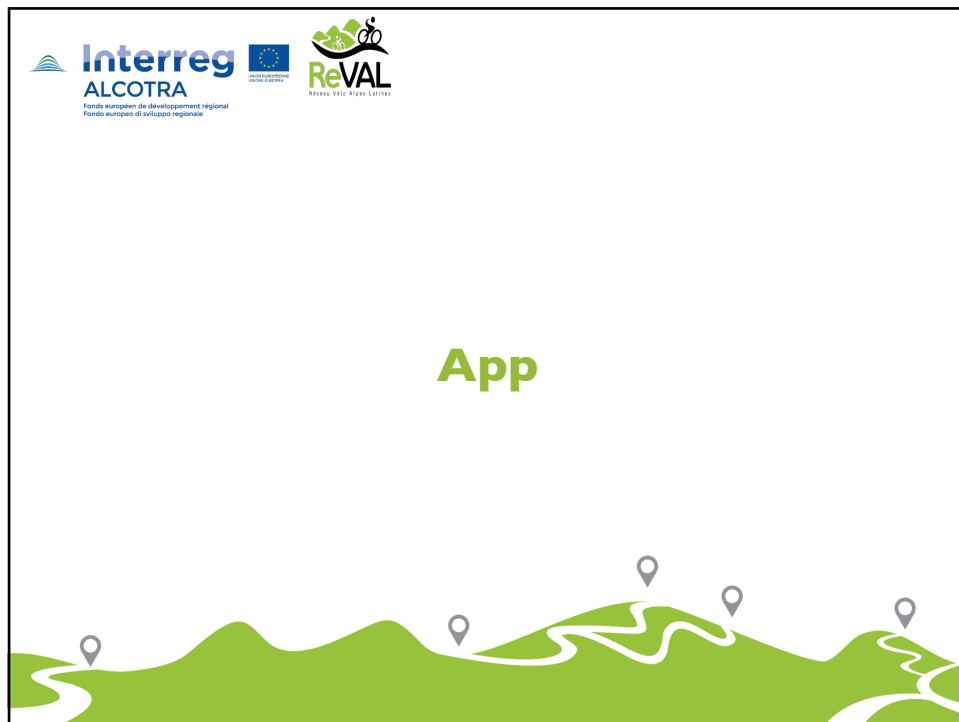 Interreg
ALCOTRA
Fonds européen de développement régional
Fondo europeo di sviluppo regionale
UNION EUROPÉENNE
UNIONE EUROPEA
ReVAL
Réseau Vélo Alpes Latines
App